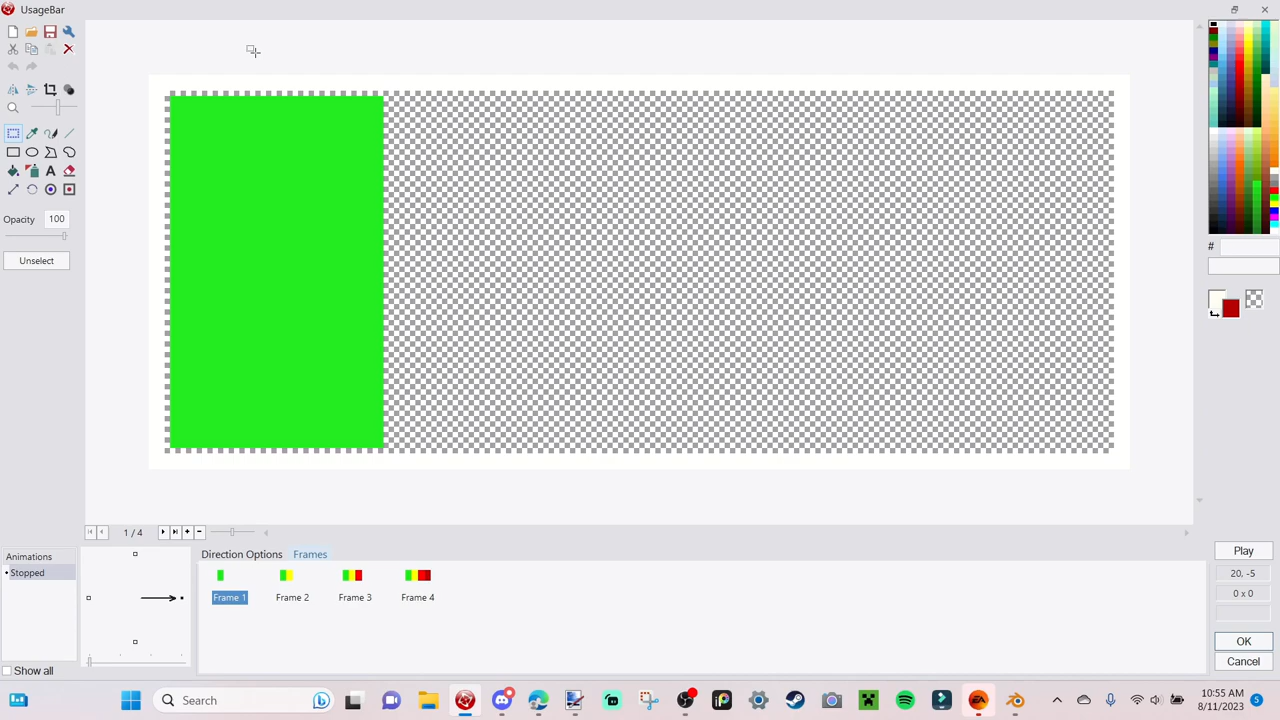 UsageBar
Opacity 100
Unselect
#
1 / 4
Animations
Stopped
Show all
Direction Options Frames
Frame 1 Frame 2 Frame 3 Frame 4
Play
20, -5
0 x 0
OK
Cancel
Search
10:55 AM
8/11/2023
5